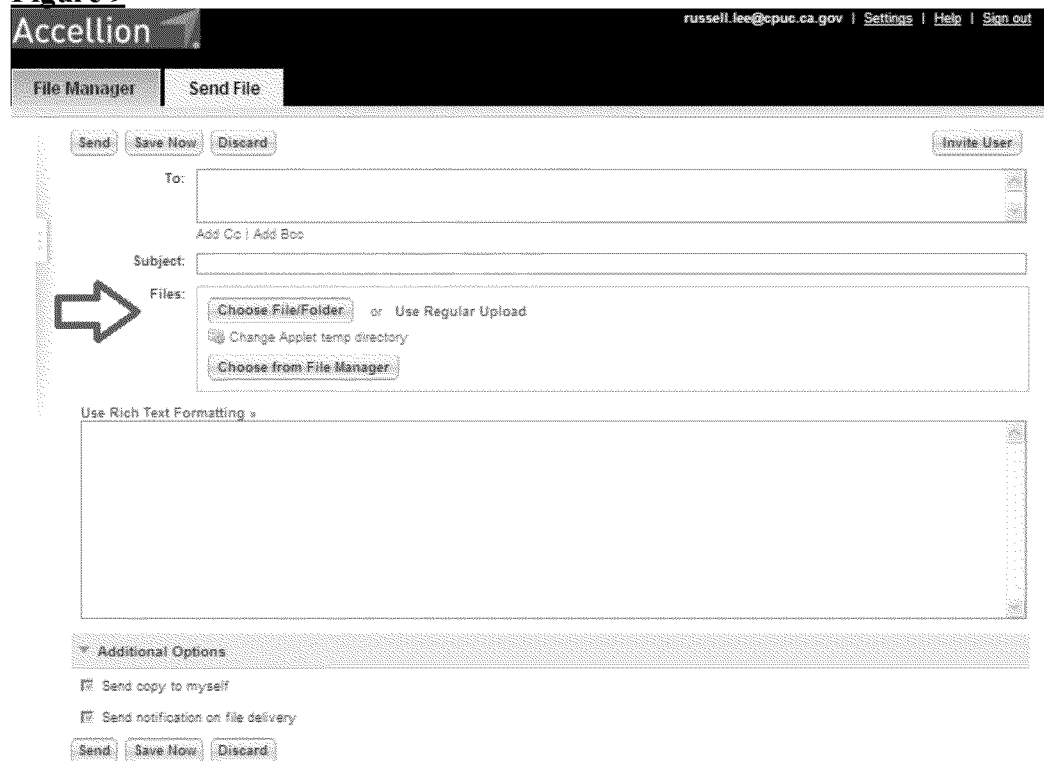 Figure 9
Accellion
russell.lee@cpuc.ca.gov | Settings | Help | Sign out
File Manager Send File
Send Save Now Discard Invite User
To:
Add Cc | Add Bcc
Subject:
Files:
Choose File/Folder or Use Regular Upload
Change Applet temp directory
Choose from File Manager
Use Rich Text Formatting »
Additional Options
Send copy to myself
Send notification on file delivery
Send Save Now Discard